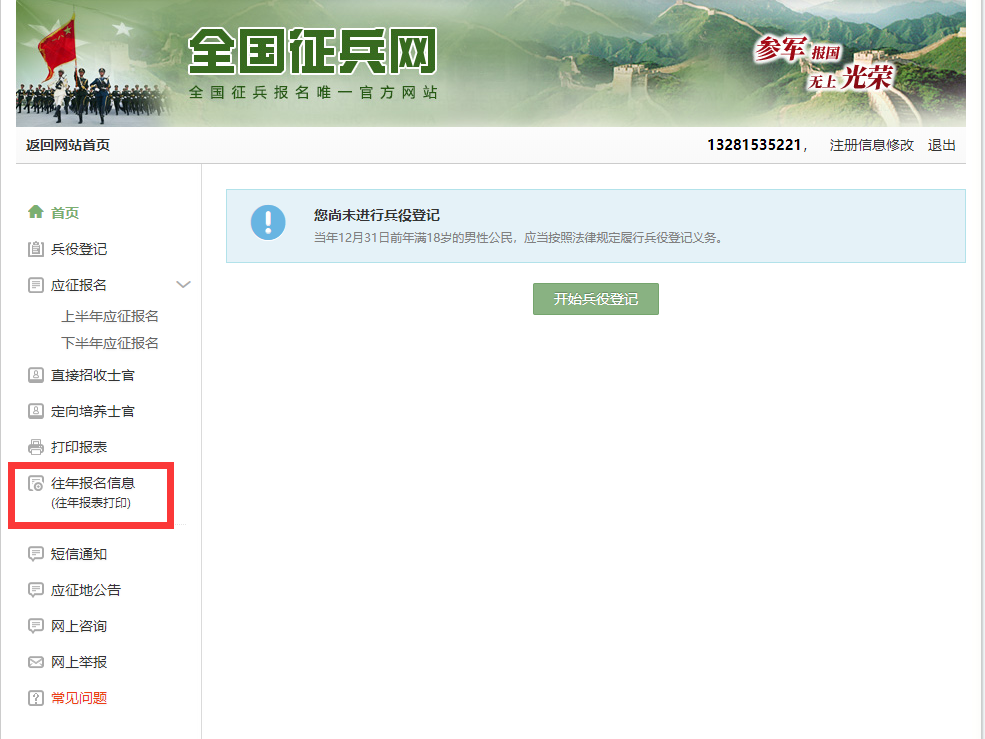 全国征兵网
全国征兵报名唯一官方网站
参军 报国
无上 光荣
返回网站首页
13281535221, 注册信息修改 退出
首页
兵役登记
应征报名
上半年应征报名
下半年应征报名
直接招收士官
定向培养士官
打印报表
往年报名信息
(往年报表打印)
短信通知
应征地公告
网上咨询
网上举报
常见问题
您尚未进行兵役登记
当年12月31日前年满18岁的男性公民，应当按照法律规定履行兵役登记义务。
开始兵役登记